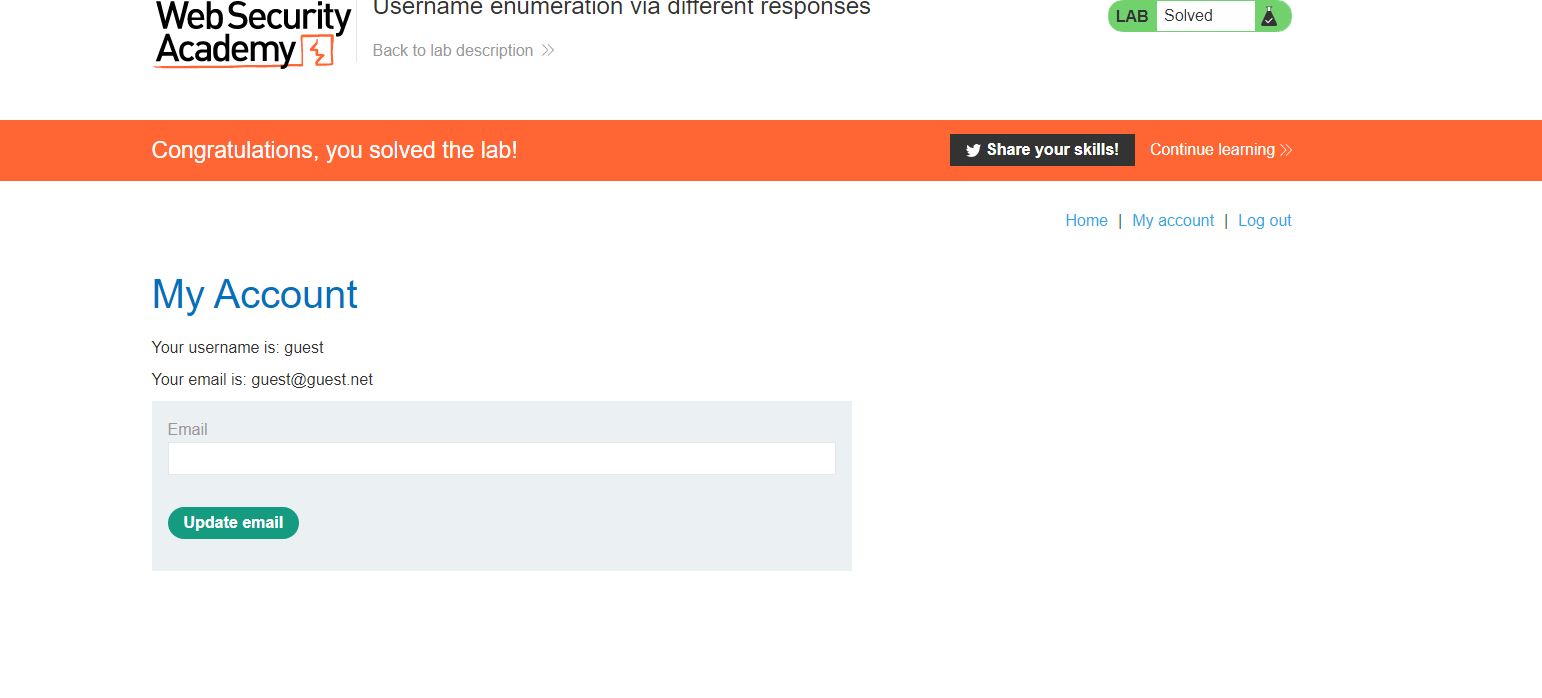 Web Security
Academy
Username enumeration via different responses
Back to lab description
LAB Solved
Congratulations, you solved the lab!
Share your skills!
Continue learning
Home | My account | Log out
My Account
Your username is: guest
Your email is: guest@guest.net
Email
Update email